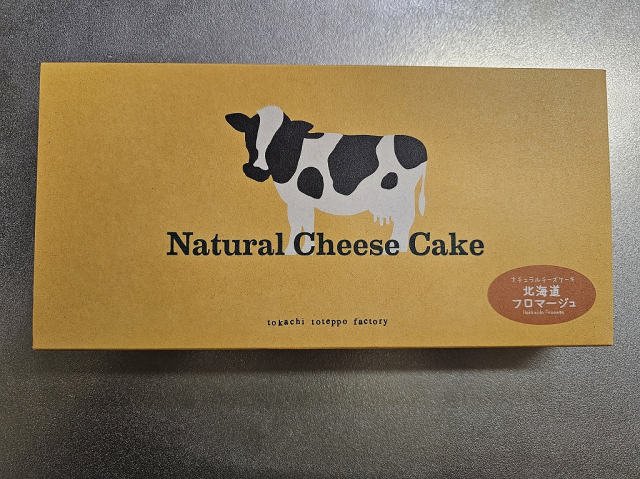 Natural Cheese Cake
tokachi toteppo factory
ナチュラルチーズケーキ
北海道
フロマージュ